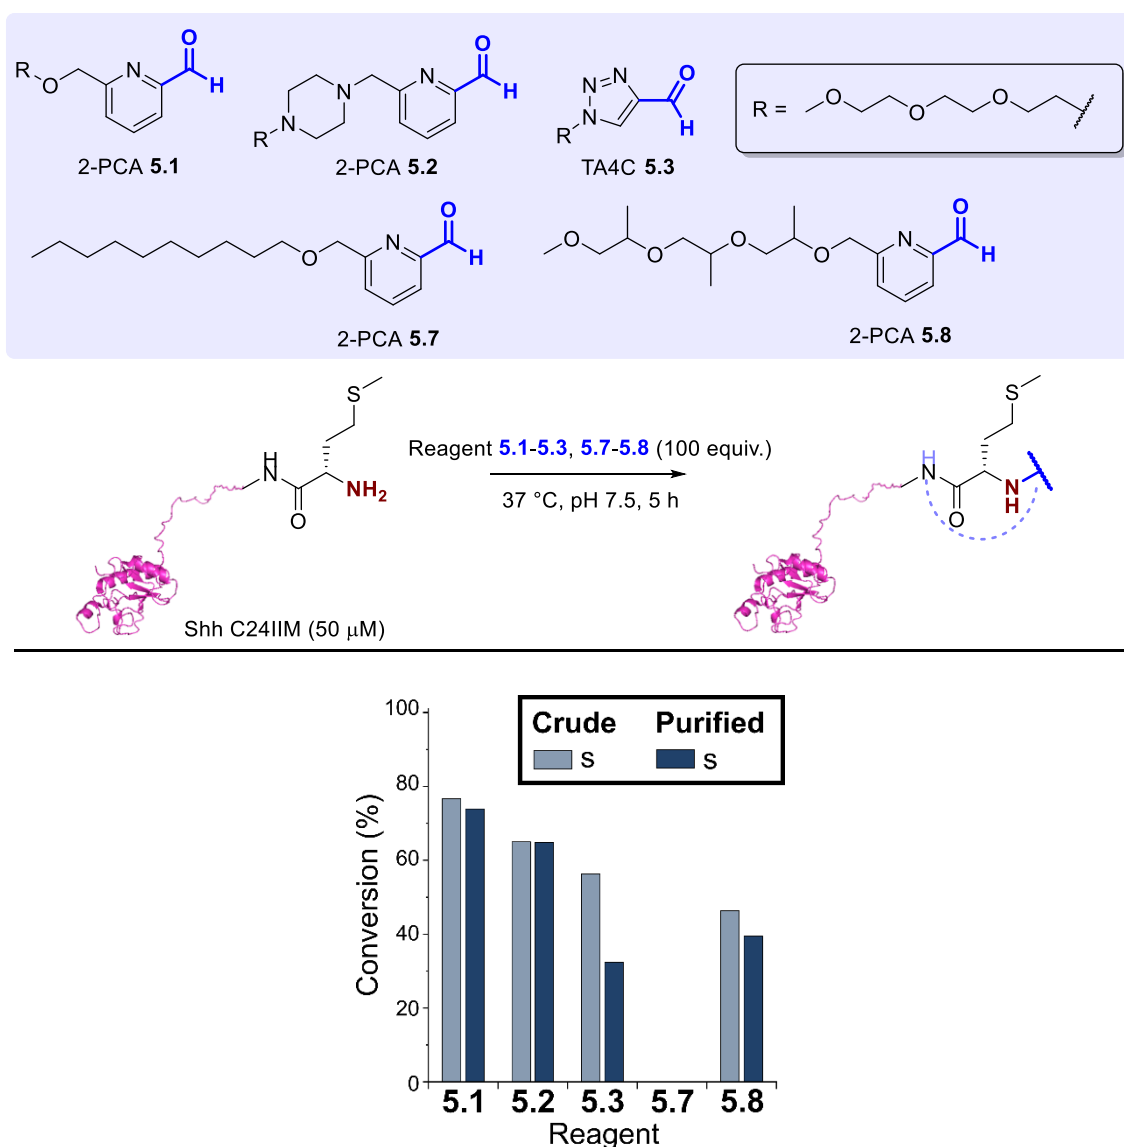 R
O
N
O
H
2-PCA 5.1
N
N
R
N
O
H
2-PCA 5.2
N
N
N
R
O
H
TA4C 5.3
R =
O
O
O
O
N
O
H
2-PCA 5.7
O
O
O
O
N
O
H
2-PCA 5.8
S
H
N
O
NH2
Shh C24IIM (50 μM)
Reagent 5.1-5.3, 5.7-5.8 (100 equiv.)
37 °C, pH 7.5, 5 h
S
H
N
O
N
H
Crude Purified
s s
Conversion (%)
100
80
60
40
20
0
5.1 5.2 5.3 5.7 5.8
Reagent